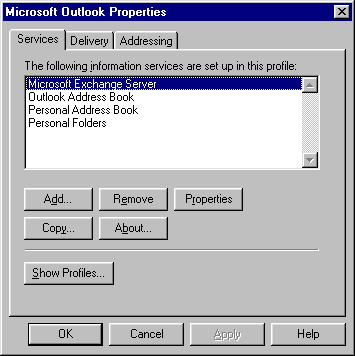 Microsoft Outlook Properties
Services Delivery Addressing
The following information services are set up in this profile:
Microsoft Exchange Server
Outlook Address Book
Personal Address Book
Personal Folders
Add... Remove Properties
Copy... About...
Show Profiles...
OK Cancel Apply Help